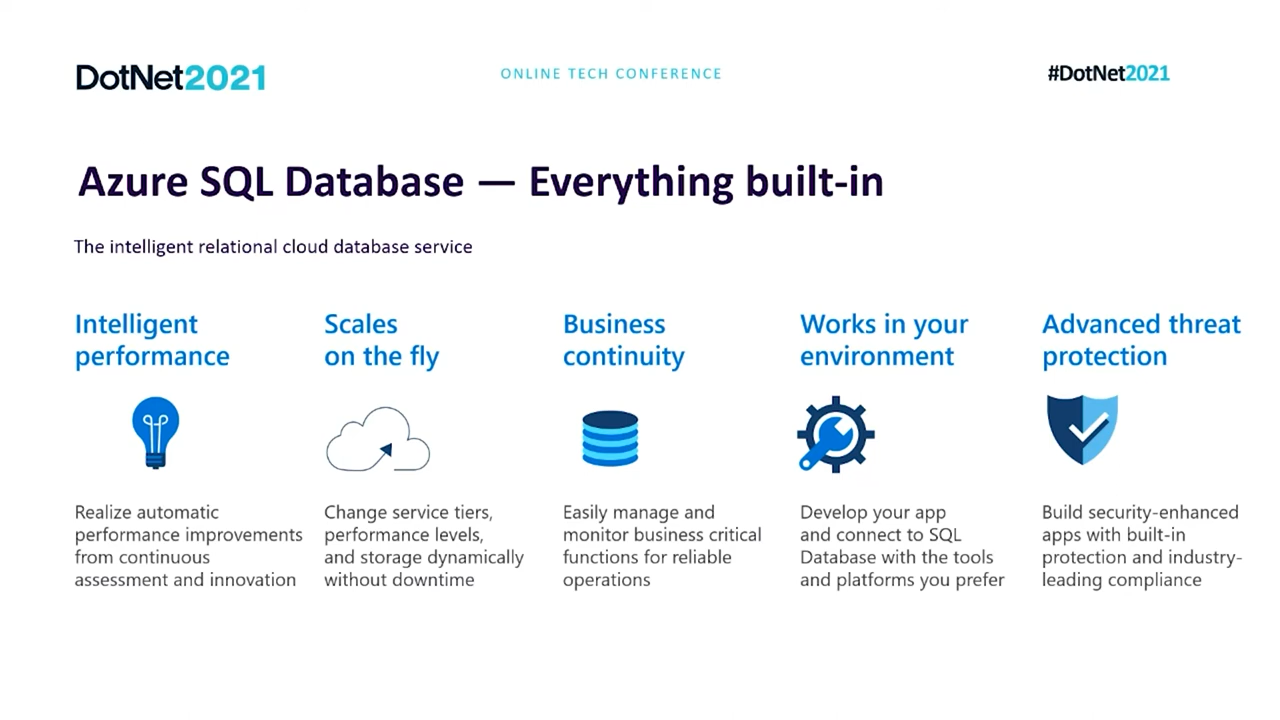 DotNet2021
ONLINE TECH CONFERENCE
#DotNet2021
Azure SQL Database — Everything built-in
The intelligent relational cloud database service
Intelligent
performance
Realize automatic
performance improvements
from continuous
assessment and innovation
Scales
on the fly
Change service tiers,
performance levels,
and storage dynamically
without downtime
Business
continuity
Easily manage and
monitor business critical
functions for reliable
operations
Works in your
environment
Develop your app
and connect to SQL
Database with the tools
and platforms you prefer
Advanced threat
protection
Build security-enhanced
apps with built-in
protection and industry-
leading compliance